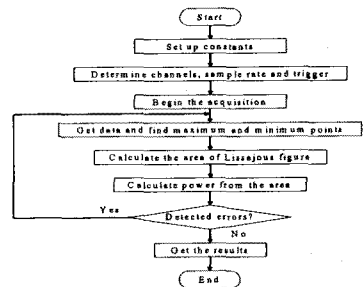 Start
Set up constants
Determine channels, sample rate and trigger
Begin the acquisition
Get data and find maximum and minimum points
Calculate the area of Lissajous figure
Calculate power from the area
Yes
Detected errors?
No
Get the results
End